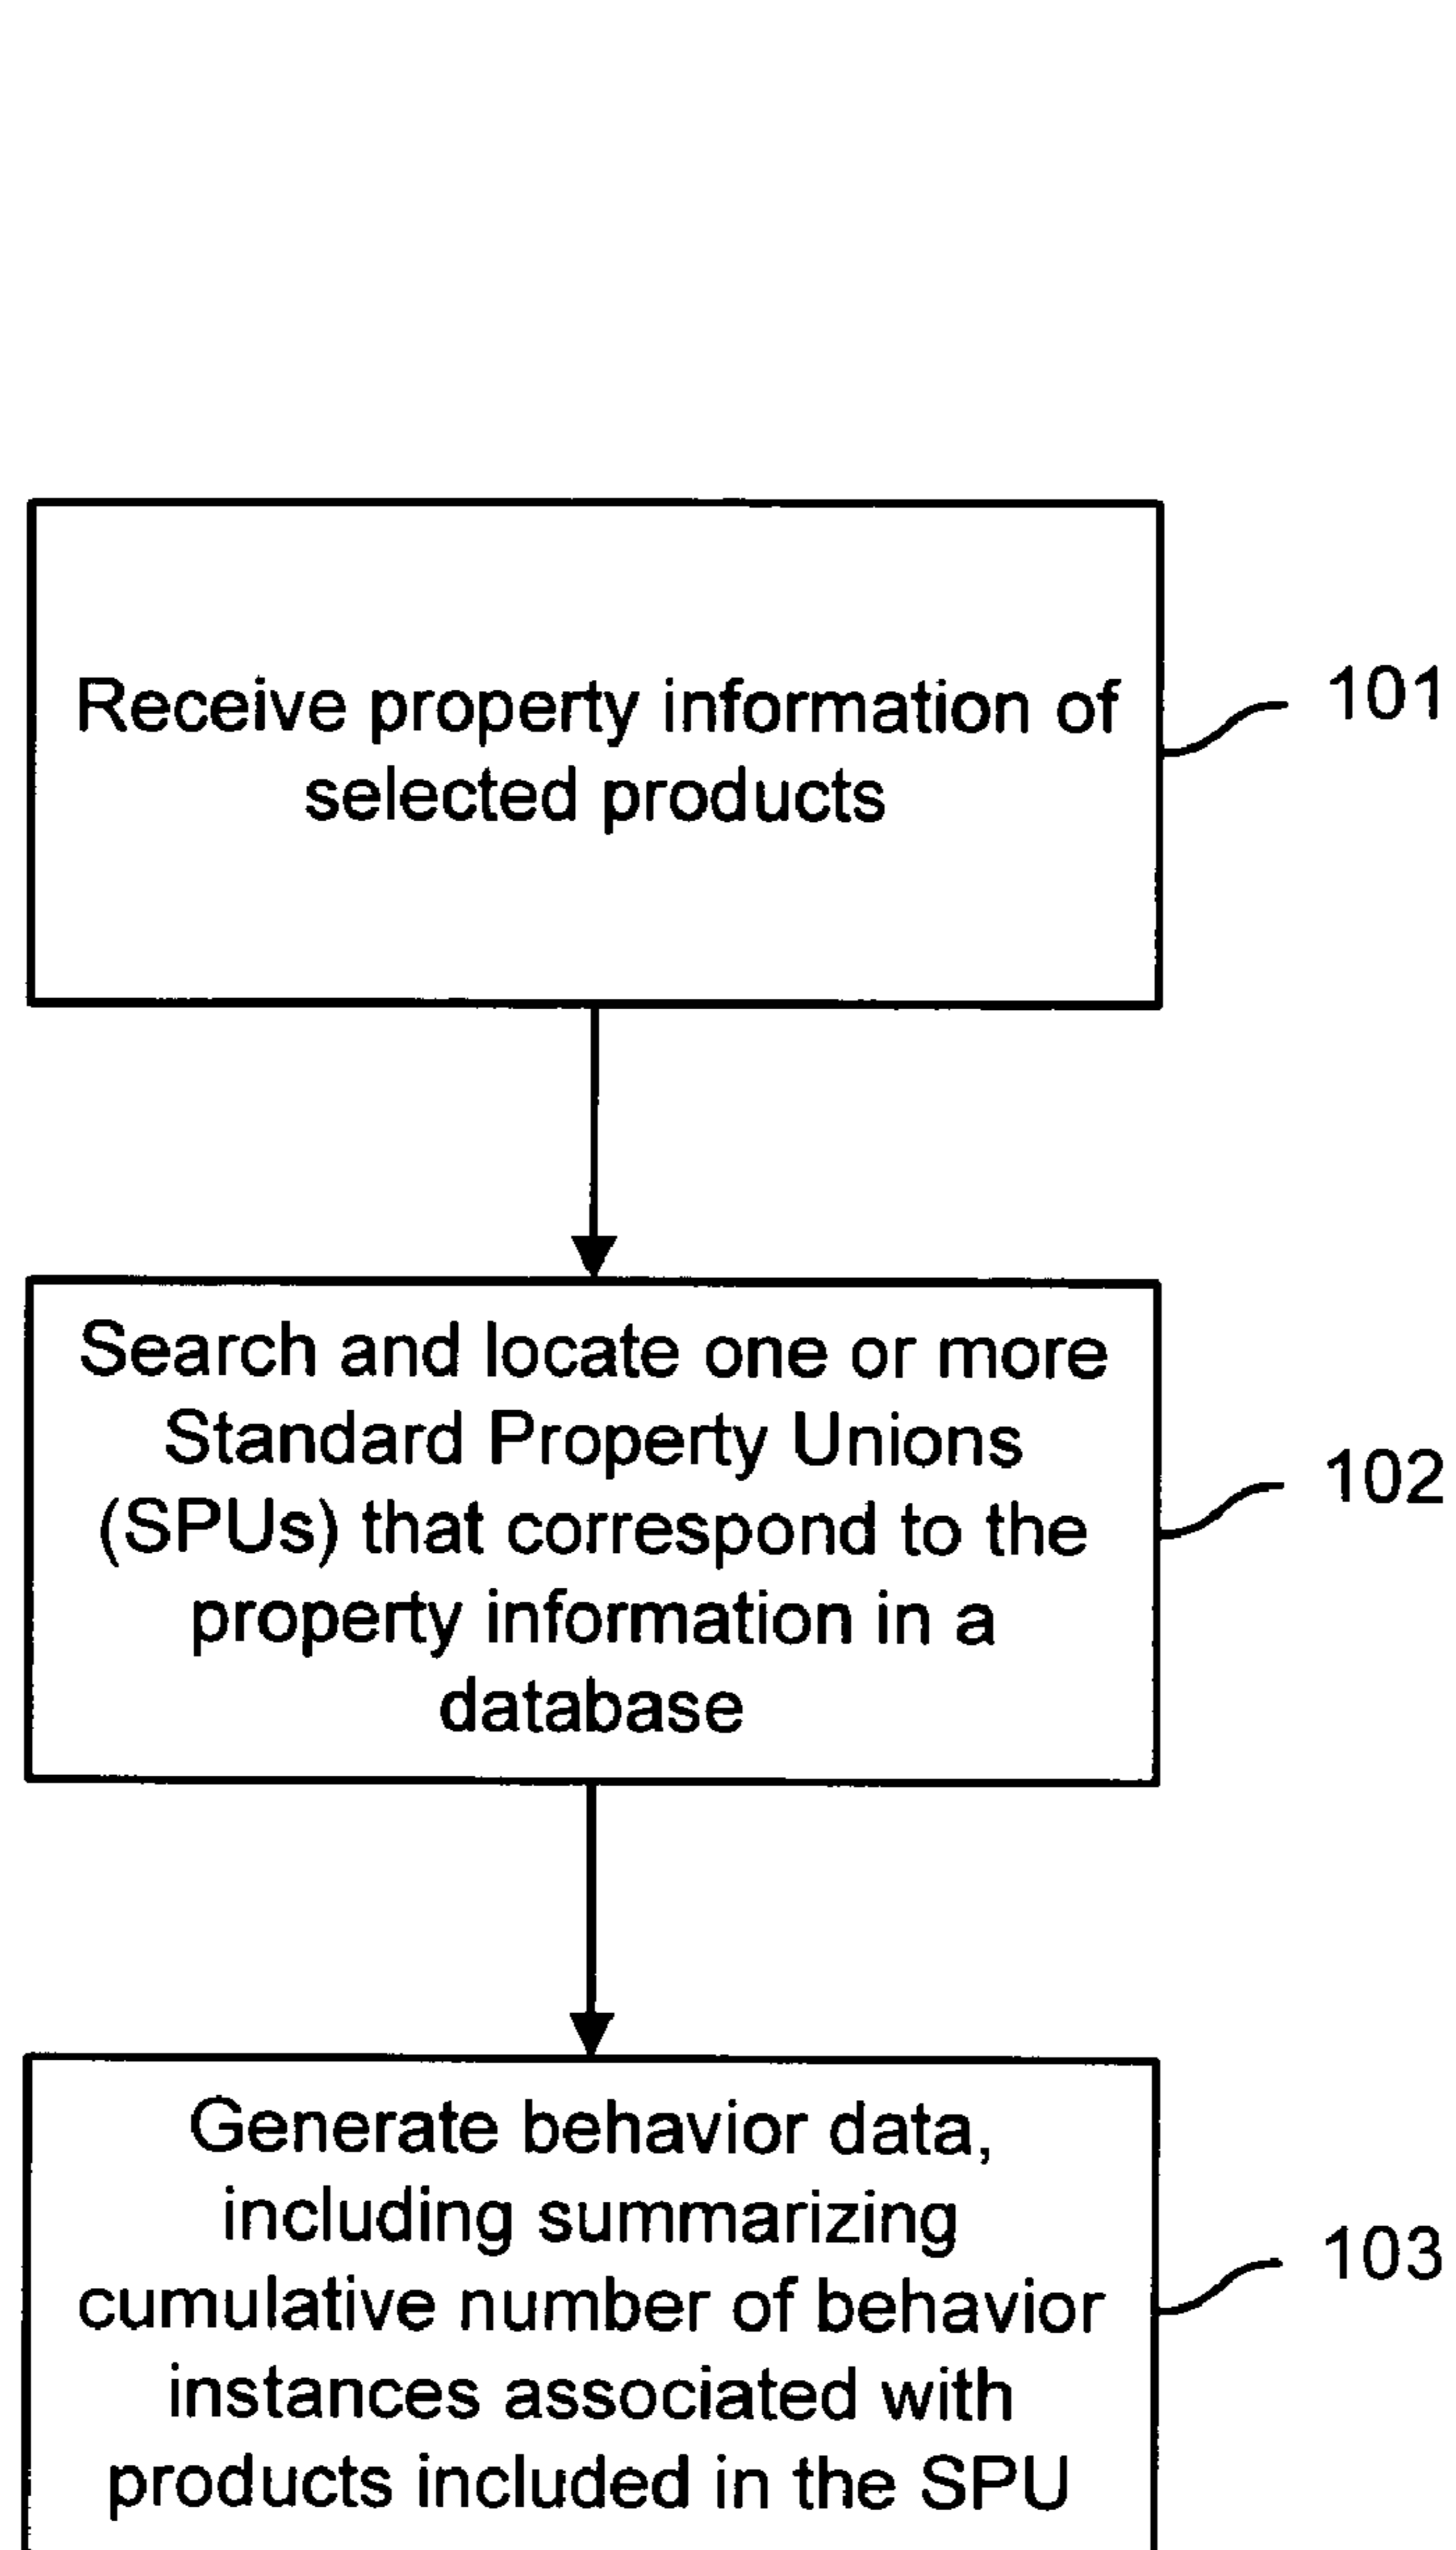 Receive property information of
selected products
101
Search and locate one or more
Standard Property Unions
(SPUs) that correspond to the
property information in a
database
102
Generate behavior data,
including summarizing
cumulative number of behavior
instances associated with
products included in the SPU
103